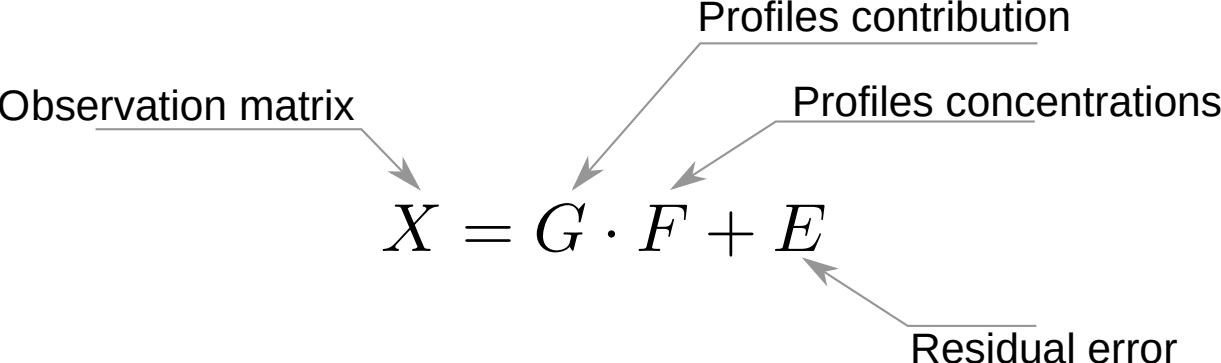 Profiles contribution
Observation matrix
Profiles concentrations
X = G · F + E
Residual error